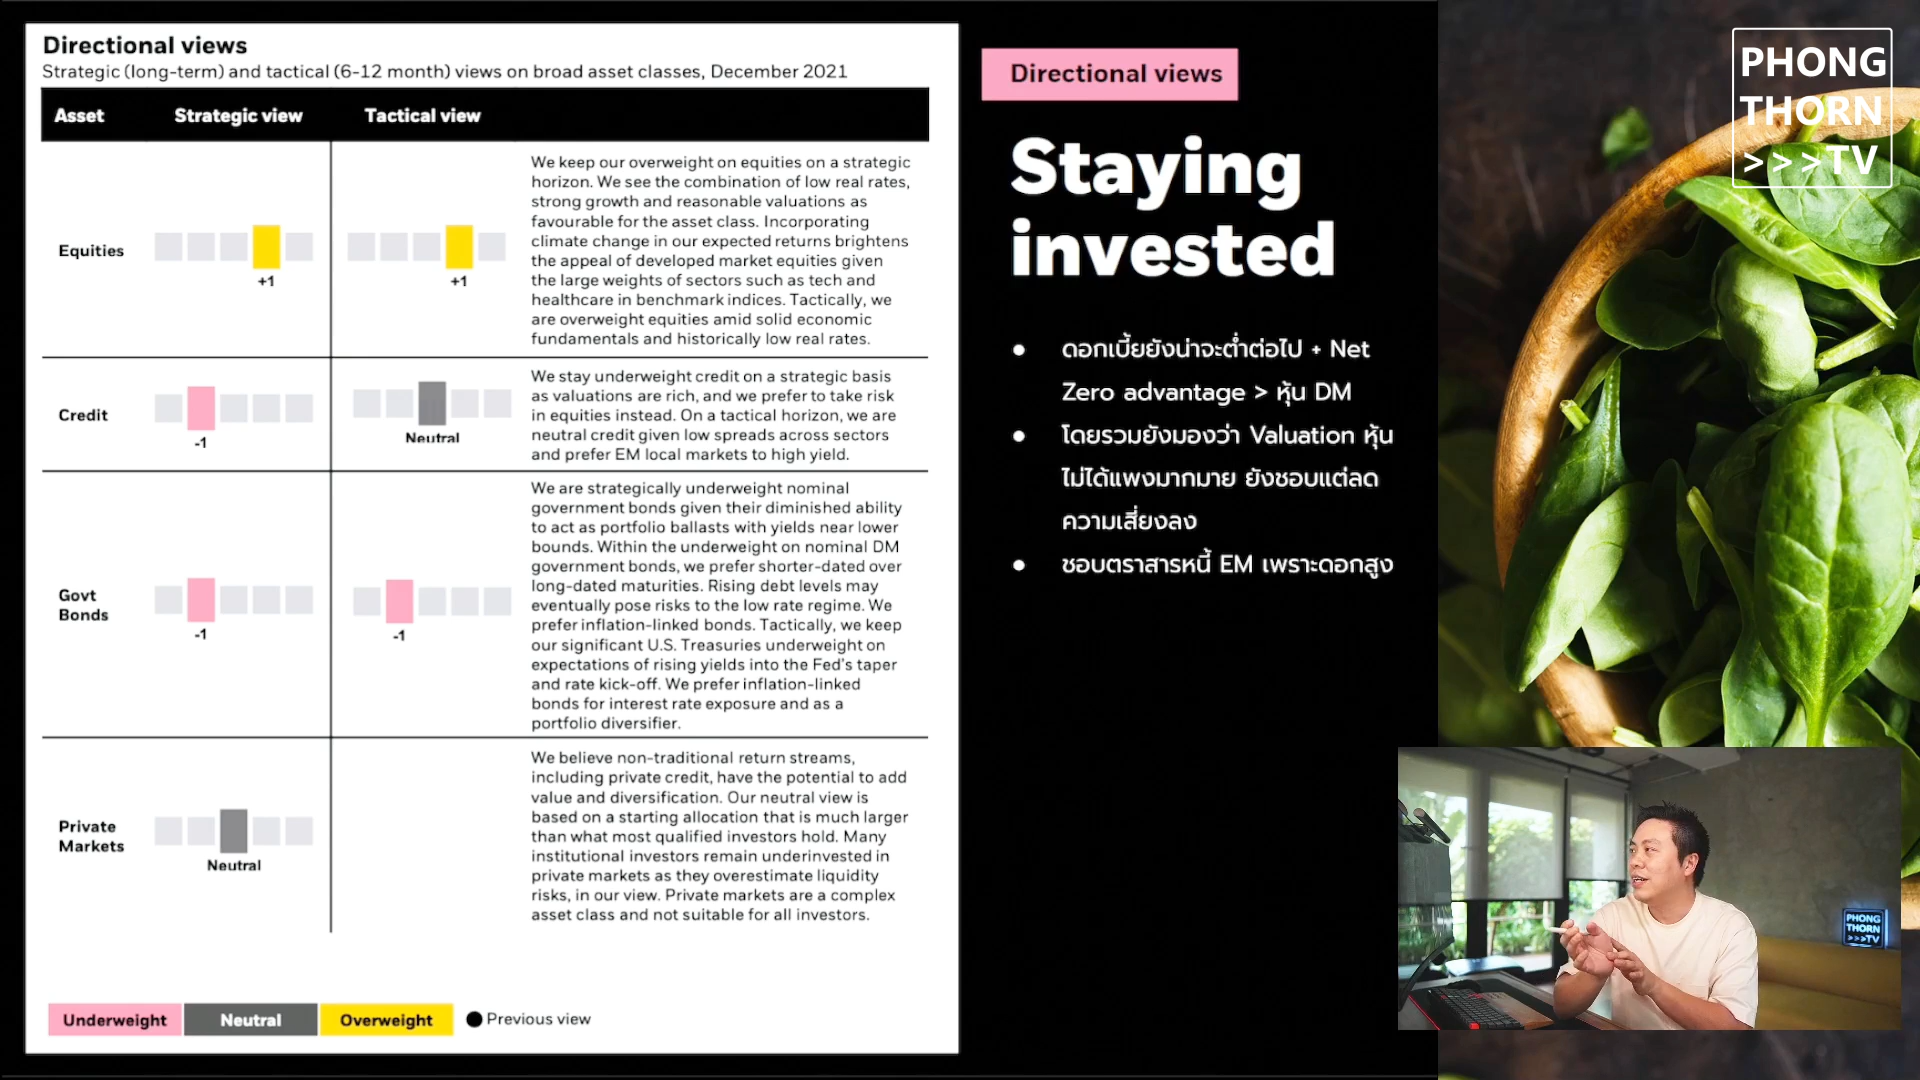 Directional views
Strategic (long-term) and tactical (6-12 month) views on broad asset classes, December 2021
Asset
Strategic view
Tactical view
Equities
+1
+1
We keep our overweight on equities on a strategic
horizon. We see the combination of low real rates,
strong growth and reasonable valuations as
favourable for the asset class. Incorporating
climate change in our expected returns brightens
the appeal of developed market equities given
the large weights of sectors such as tech and
healthcare in benchmark indices. Tactically, we
are overweight equities amid solid economic
fundamentals and historically low real rates.
Credit
-1
Neutral
We stay underweight credit on a strategic basis
as valuations are rich, and we prefer to take risk
in equities instead. On a tactical horizon, we are
neutral credit given low spreads across sectors
and prefer EM local markets to high yield.
Govt
Bonds
-1
-1
We are strategically underweight nominal
government bonds given their diminished ability
to act as portfolio ballasts with yields near lower
bounds. Within the underweight on nominal DM
government bonds, we prefer shorter-dated over
long-dated maturities. Rising debt levels may
eventually pose risks to the low rate regime. We
prefer inflation-linked bonds. Tactically, we keep
our significant U.S. Treasuries underweight on
expectations of rising yields into the Fed's taper
and rate kick-off. We prefer inflation-linked
bonds for interest rate exposure and as a
portfolio diversifier.
Private
Markets
Neutral
We believe non-traditional return streams,
including private credit, have the potential to add
value and diversification. Our neutral view is
based on a starting allocation that is much larger
than what most qualified investors hold. Many
institutional investors remain underinvested in
private markets as they overestimate liquidity
risks, in our view. Private markets are a complex
asset class and not suitable for all investors.
Underweight
Neutral
Overweight
Previous view
Directional views
Staying
invested
ดอกเบี้ยยังน่าจะต่ำต่อไป + Net
Zero advantage > หุ้น DM
โดยรวมยังมองว่า Valuation หุ้น
ไม่ได้แพงมากมาย ยังชอบแต่ลด
ความเสี่ยงลง
ชอบตราสารหนี้ EM เพราะดอกสูง
PHONG
THORN
>>>TV
PHONG
THORN
>>>TV